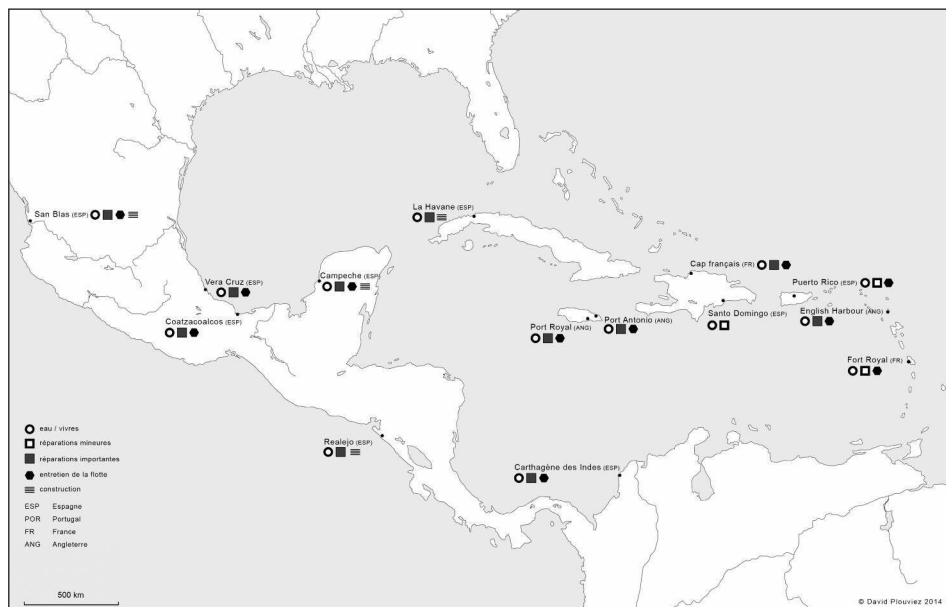 San Blas (ESP)
La Havane (ESP)
Cap français (FR)
Vera Cruz (ESP)
Campeche (ESP)
Puerto Rico (ESP)
Coatzacoalcos (ESP)
Port Royal (ANG)
Port Antonio (ANG)
Santo Domingo (ESP)
English Harbour (ANG)
Fort Royal (FR)
Realejo (ESP)
Carthagène des Indes (ESP)
eau / vivres
réparations mineures
réparations importantes
entretien de la flotte
construction
ESP Espagne
POR Portugal
FR France
ANG Angleterre
500 km
© David Plouviez 2014